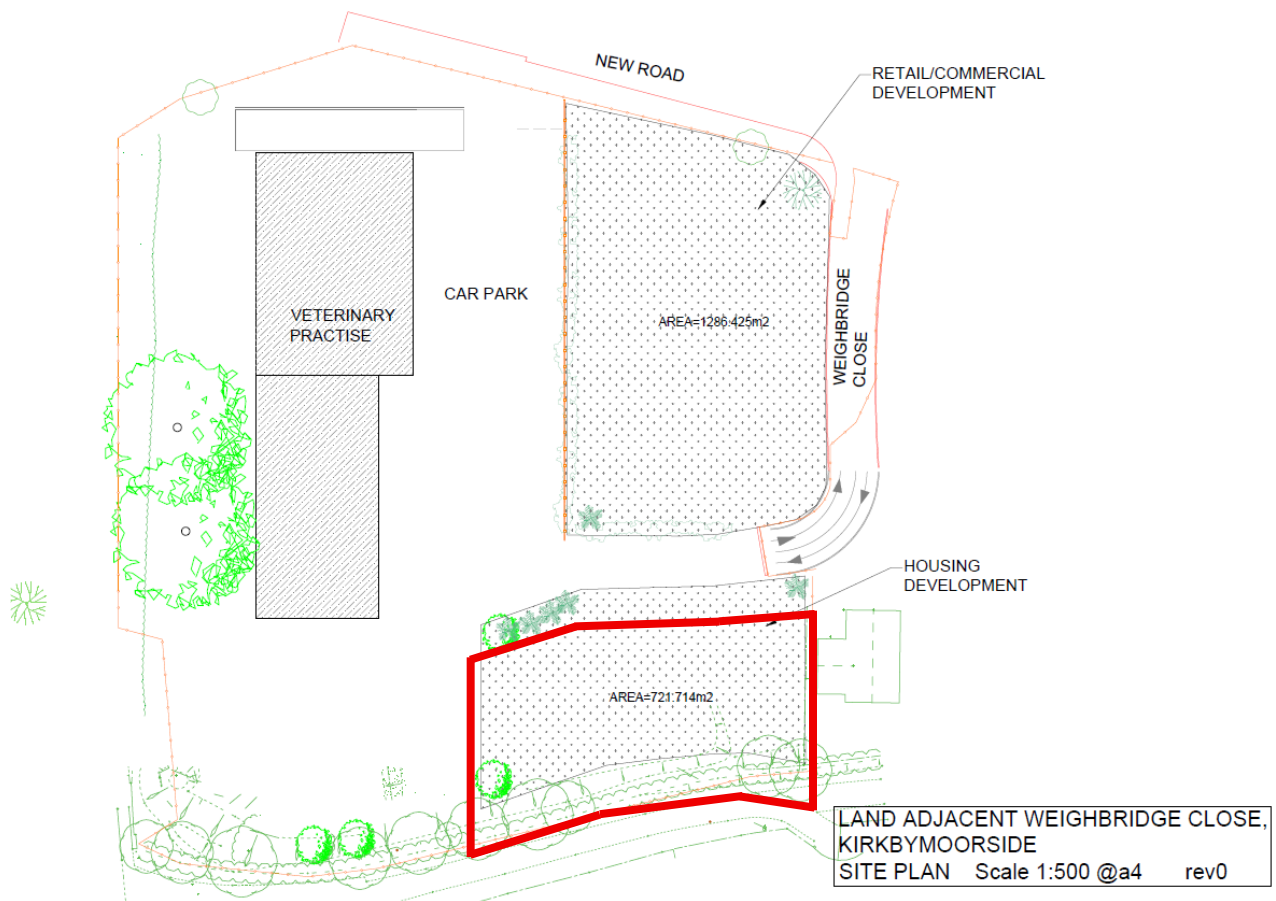 NEW ROAD
RETAIL/COMMERCIAL
DEVELOPMENT
CAR PARK
VETERINARY
PRACTISE
AREA=1286.425m2
WEIGHBRIDGE
CLOSE
HOUSING
DEVELOPMENT
AREA=721.714m2
LAND ADJACENT WEIGHBRIDGE CLOSE,
KIRKBYMOORSIDE
SITE PLAN Scale 1:500 @a4 rev0